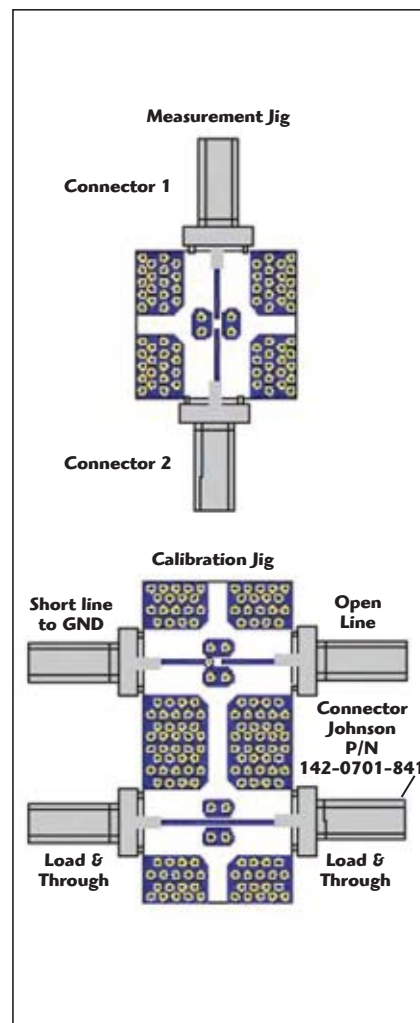 Measurement Jig
Connector 1
Connector 2
Calibration Jig
Short line
to GND
Open
Line
Connector
Johnson
P/N
142-0701-841
Load &
Through
Load &
Through